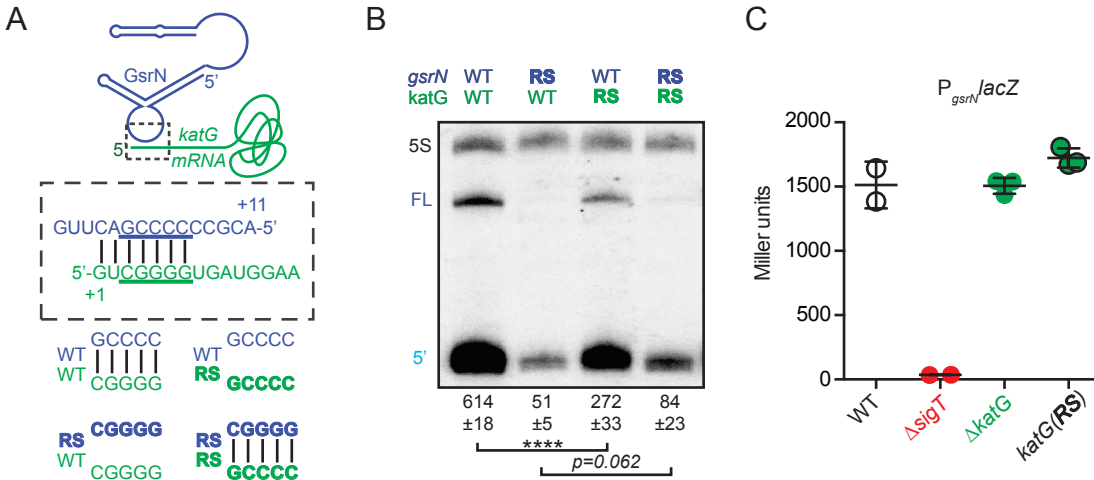 A
GsrN
5'
5'
katG
mRNA
+11
GUUCAGCCCCCCGCA-5'
5'-GUCGGGGUGAUGGAA
+1
GCCCC
WT
WT
CGGGG
GCCCC
WT
RS
GCCCC
CGGGG
RS
WT
CGGGG
CGGGG
RS
RS
GCCCC
B
gsrN WT RS WT RS
katG WT WT RS RS
5S
FL
5'
614 51 272 84
±18 ±5 ±33 ±23
****
p=0.062
C
PgsrNlacZ
Miller units
2000
1500
1000
500
0
WT
ΔsigT
ΔkatG
katG(RS)